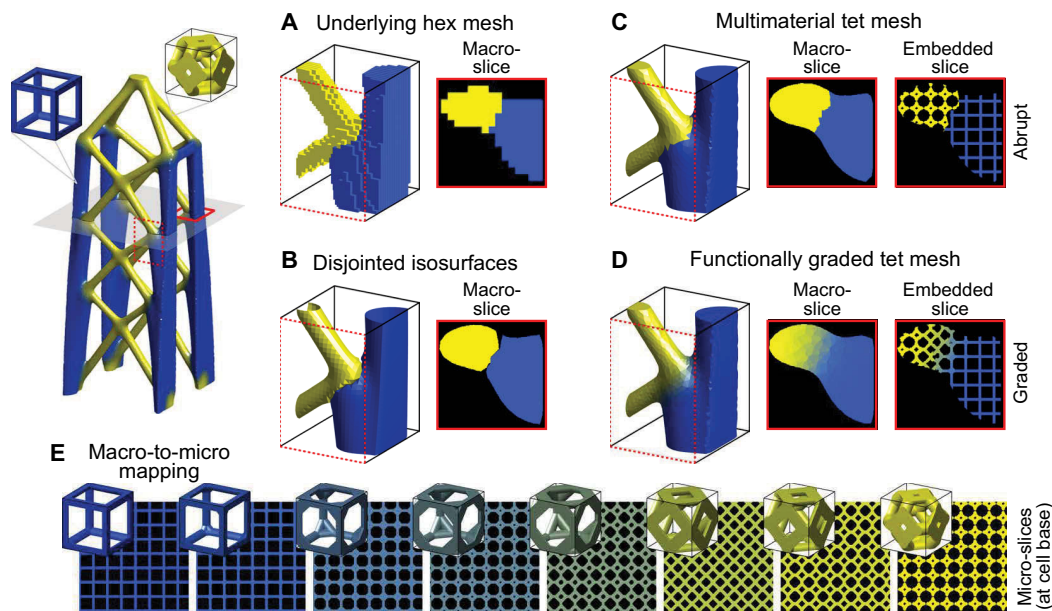 A Underlying hex mesh
Macro-
slice
C Multimaterial tet mesh
Macro-
slice
Embedded
slice
Abrupt
B Disjointed isosurfaces
Macro-
slice
D Functionally graded tet mesh
Macro-
slice
Embedded
slice
Graded
E Macro-to-micro
mapping
Micro-slices
(at cell base)